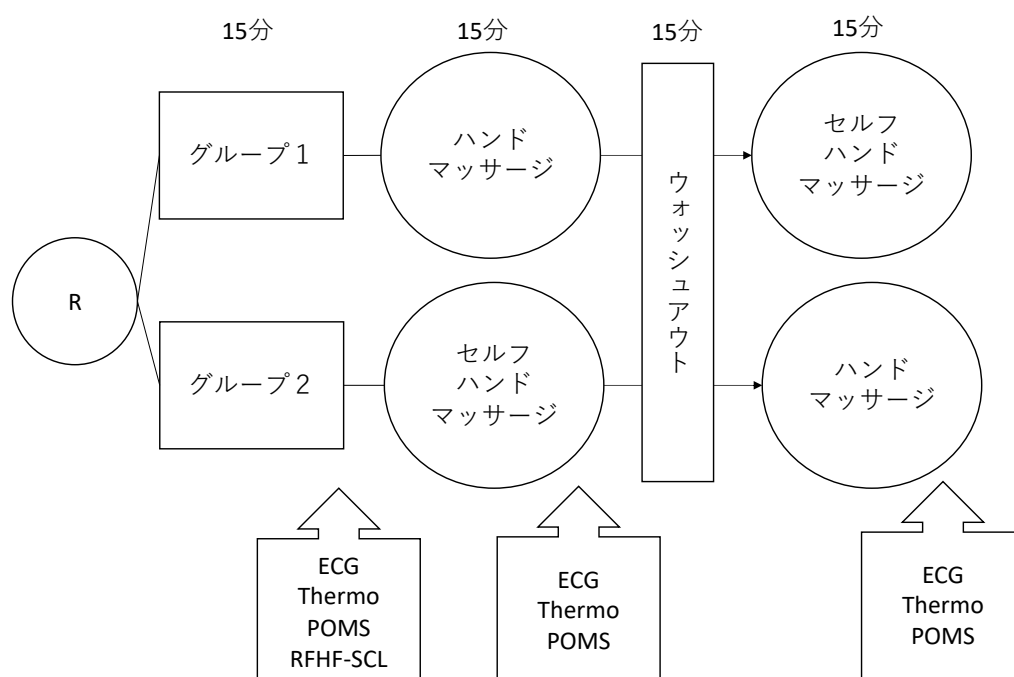 15分
15分
15分
15分
グループ1
ハンド
マッサージ
ウォッシュアウト
セルフ
ハンド
マッサージ
R
グループ2
セルフ
ハンド
マッサージ
ハンド
マッサージ
ECG
Thermo
POMS
RFHF-SCL
ECG
Thermo
POMS
ECG
Thermo
POMS